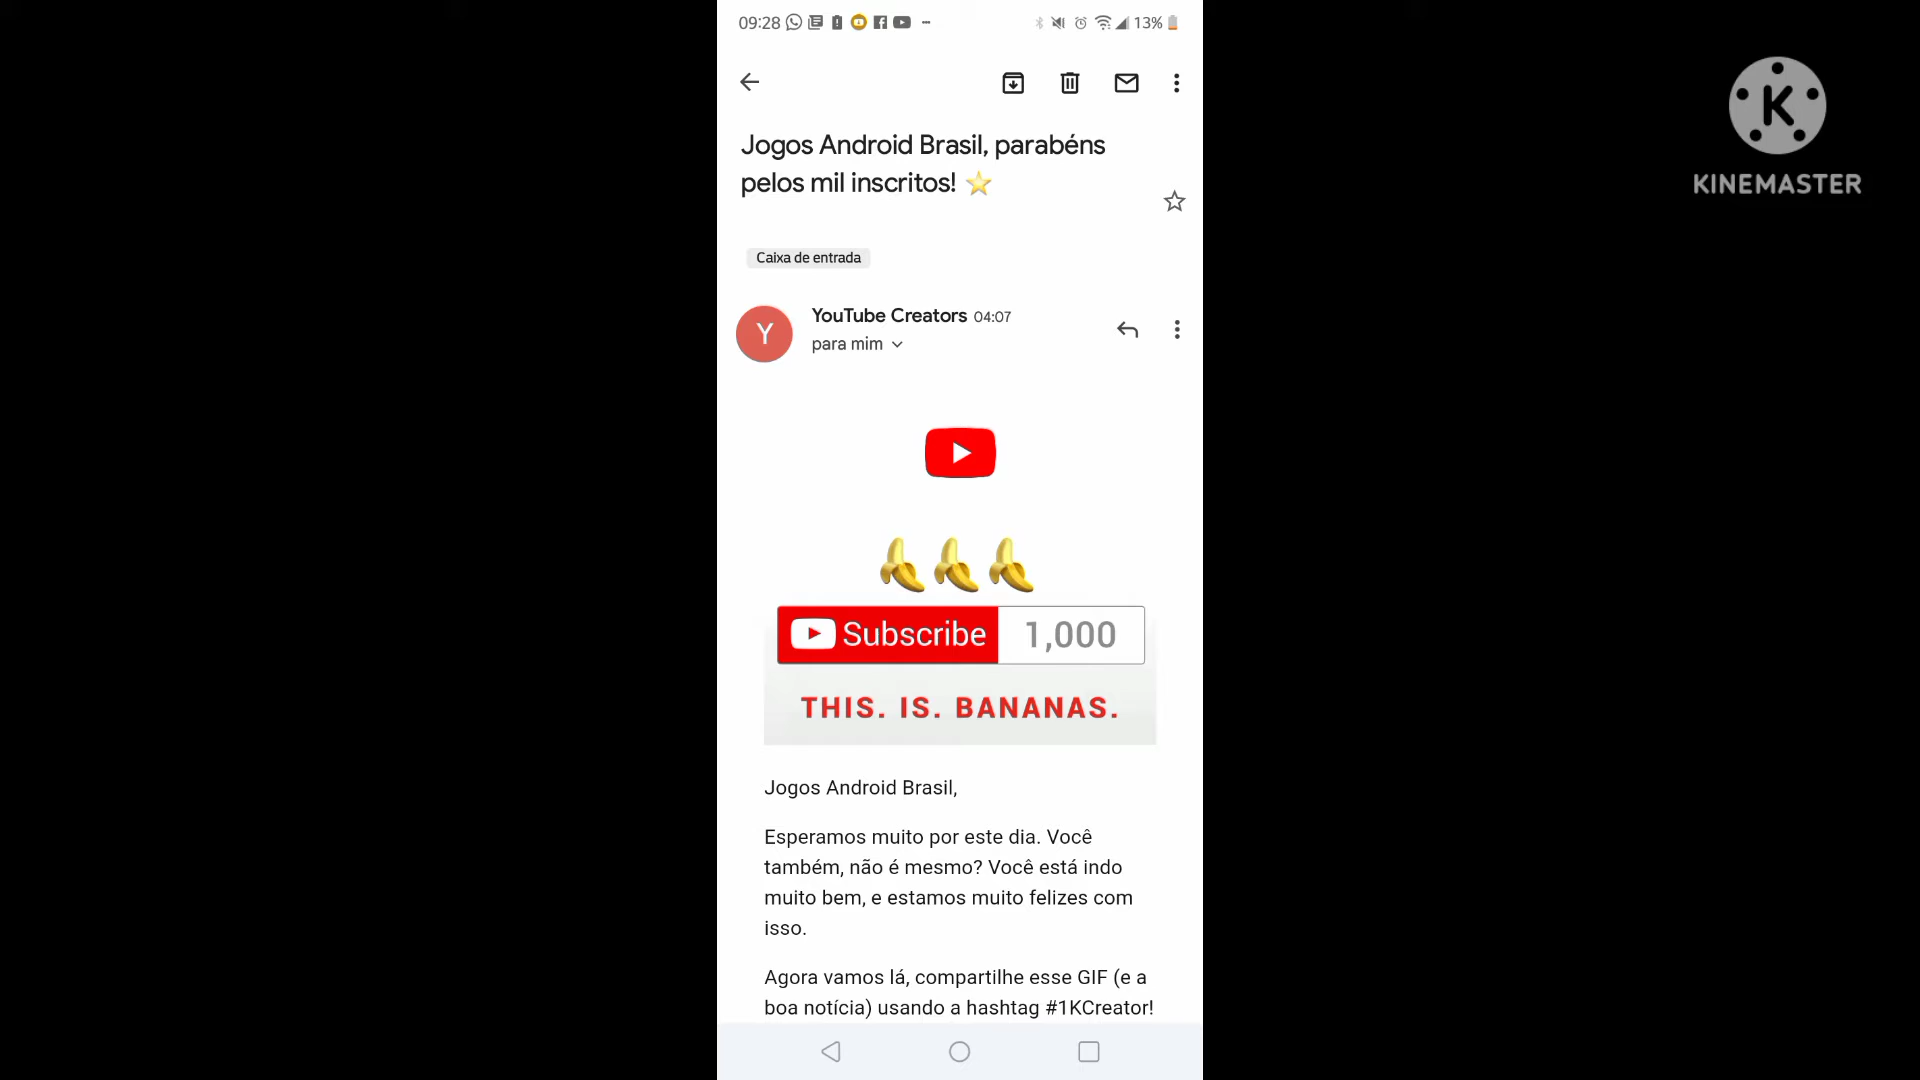 09:28
13%
K
KINEMASTER
Jogos Android Brasil, parabéns
pelos mil inscritos! ⭐
Caixa de entrada
Y
YouTube Creators 04:07
para mim
Subscribe 1,000
THIS. IS. BANANAS.
Jogos Android Brasil,
Esperamos muito por este dia. Você
também, não é mesmo? Você está indo
muito bem, e estamos muito felizes com
isso.
Agora vamos lá, compartilhe esse GIF (e a
boa notícia) usando a hashtag #1KCreator!